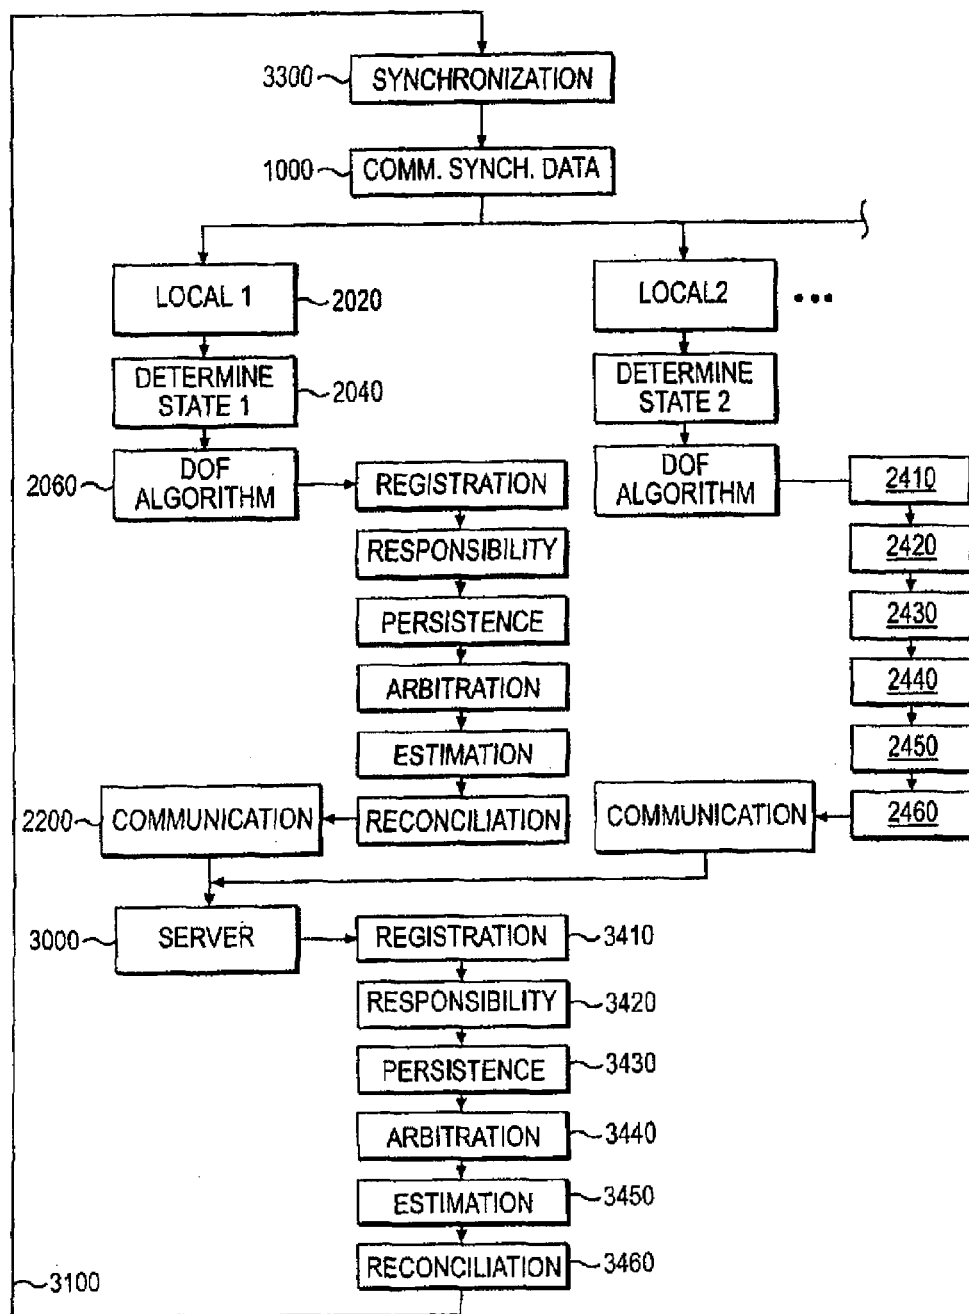 3300 SYNCHRONIZATION
1000 COMM. SYNCH. DATA
LOCAL 1 2020
LOCAL2 •••
DETERMINE
STATE 1 2040
DETERMINE
STATE 2
2060 DOF
ALGORITHM
DOF
ALGORITHM
REGISTRATION
RESPONSIBILITY
PERSISTENCE
ARBITRATION
ESTIMATION
RECONCILIATION
2410
2420
2430
2440
2450
2460
2200 COMMUNICATION
COMMUNICATION
3000 SERVER
REGISTRATION 3410
RESPONSIBILITY 3420
PERSISTENCE 3430
ARBITRATION 3440
ESTIMATION 3450
RECONCILIATION 3460
3100